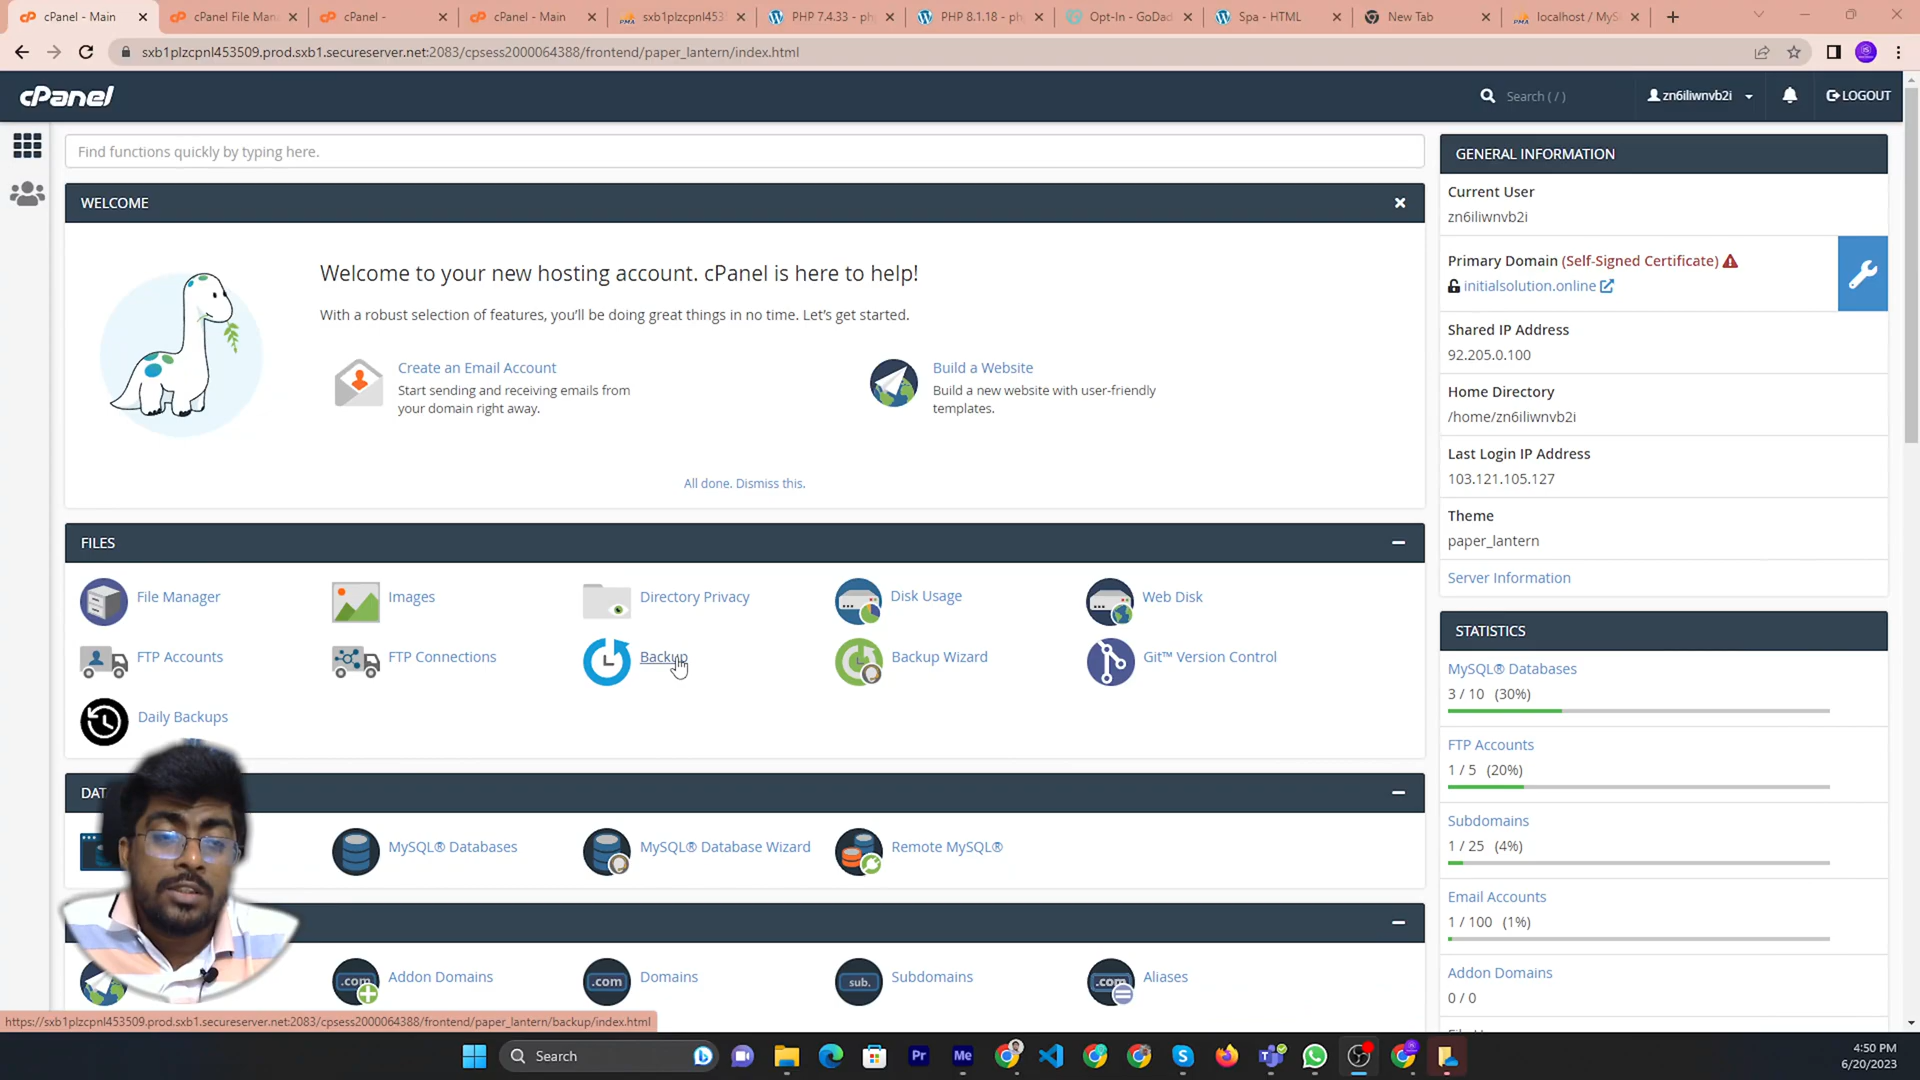 cPanel - Main
cPanel File Man
cPanel -
cPanel - Main
sxb1plzcpnl453
PHP 7.4.33 - ph
PHP 8.1.18 - ph
Opt-In - GoDad
Spa - HTML
New Tab
localhost / MyS
sxb1plzcpnl453509.prod.sxb1.secureserver.net:2083/cpsess2000064388/frontend/paper_lantern/index.html
cPanel
Search ( / )
zn6iliwnvb2i
LOGOUT
Find functions quickly by typing here.
WELCOME
Welcome to your new hosting account. cPanel is here to help!
With a robust selection of features, you'll be doing great things in no time. Let's get started.
Create an Email Account
Start sending and receiving emails from
your domain right away.
Build a Website
Build a new website with user-friendly
templates.
All done. Dismiss this.
FILES
File Manager
Images
Directory Privacy
Disk Usage
Web Disk
FTP Accounts
FTP Connections
Backup
Backup Wizard
Git™ Version Control
Daily Backups
DAT
MySQL® Databases
MySQL® Database Wizard
Remote MySQL®
Addon Domains
Domains
Subdomains
Aliases
.com
.com
sub.
.com
GENERAL INFORMATION
Current User
zn6iliwnvb2i
Primary Domain (Self-Signed Certificate)
initialsolution.online
Shared IP Address
92.205.0.100
Home Directory
/home/zn6iliwnvb2i
Last Login IP Address
103.121.105.127
Theme
paper_lantern
Server Information
STATISTICS
MySQL® Databases
3 / 10 (30%)
FTP Accounts
1 / 5 (20%)
Subdomains
1 / 25 (4%)
Email Accounts
1 / 100 (1%)
Addon Domains
0 / 0
https://sxb1plzcpnl453509.prod.sxb1.secureserver.net:2083/cpsess2000064388/frontend/paper_lantern/backup/index.html
Search
Pr
Me
4:50 PM
6/20/2023